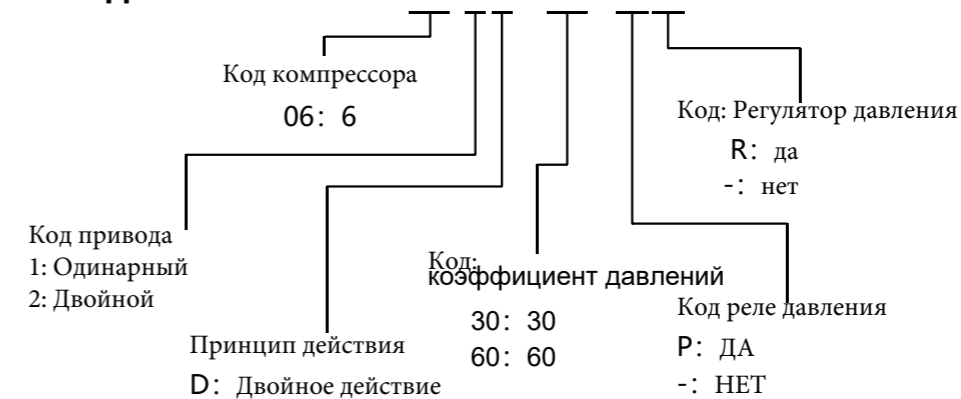 Код компрессора
06: 6
Код: Регулятор давления
R: да
-: нет
Код привода
1: Одинарный
2: Двойной
Код:
коэффициент давлений
30: 30
60: 60
Код реле давления
P: ДА
-: НЕТ
Принцип действия
D: Двойное действие